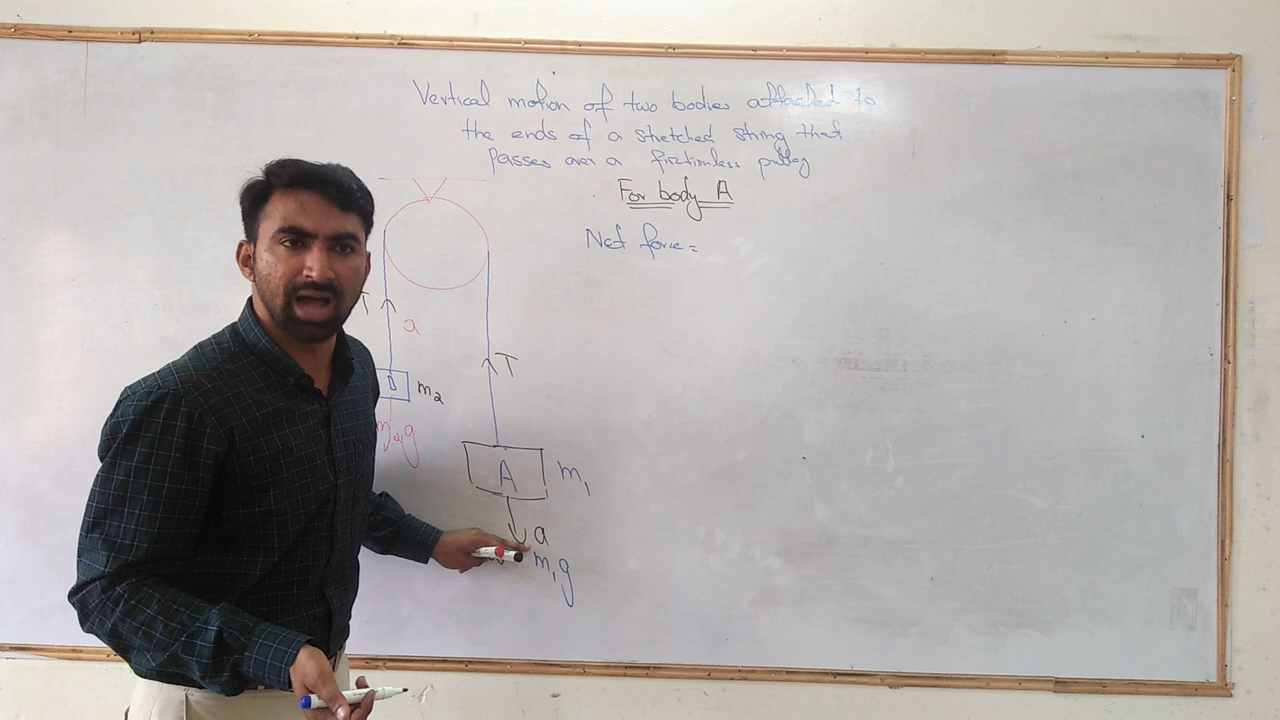 Vertical motion of two bodies attached to
the ends of a stretched string that
Passes over a frictionless pulley
For body A
Net force =
T
a
T
m₂
m₂g
A
m₁
a
m₁g